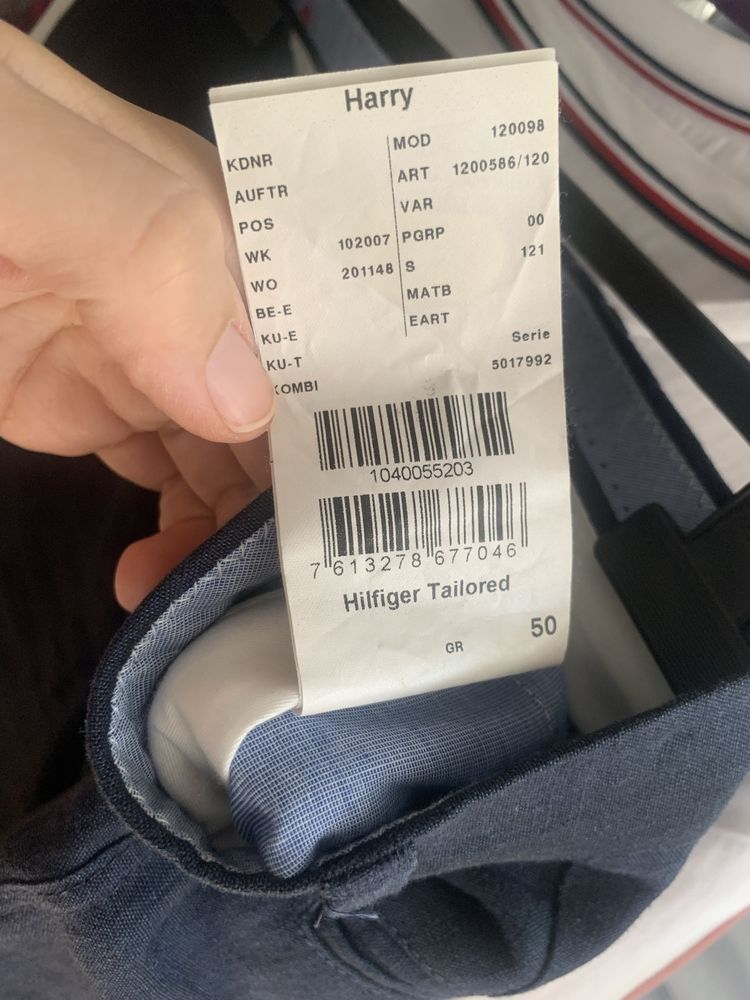 Harry
KDNR
AUFTR
POS
WK 102007
WO 201148
BE-E
KU-E
KU-T
KOMBI
MOD 120098
ART 1200586/120
VAR
PGRP 00
S 121
MATB
EART
Serie
5017992
1040055203
7 613278 677046
Hilfiger Tailored
GR 50